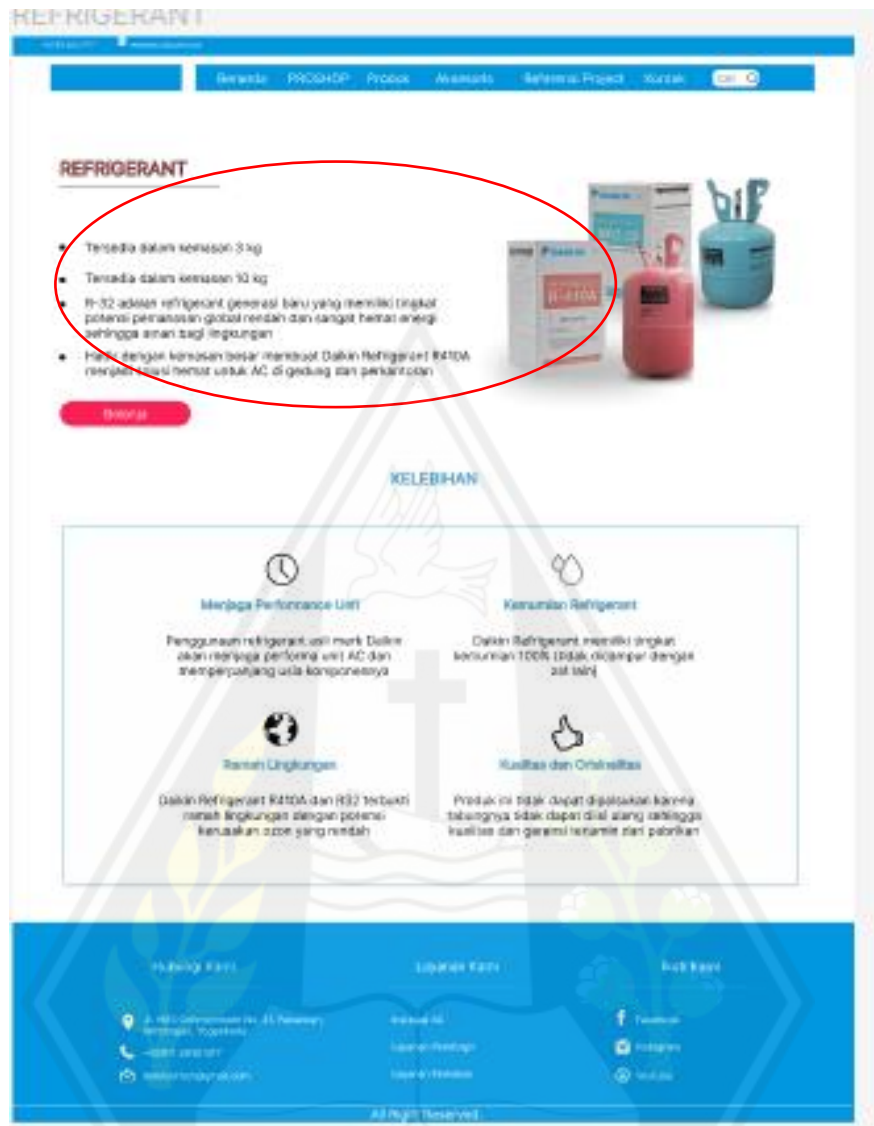 REFRIGERANT
Beranda PROSHOP Produk Aksesoris Referensi Project Kontak Cari
REFRIGERANT
Tersedia dalam kemasan 3 kg
Tersedia dalam kemasan 10 kg
R-32 adalah refrigerant generasi baru yang memiliki tingkat
potensi pemanasan global rendah dan sangat hemat energi
sehingga aman bagi lingkungan
Hadir dengan kemasan besar membuat Daikin Refrigerant R410A
menjadi solusi hemat untuk AC di gedung dan perkantoran
R-410A
Belanja
KELEBIHAN
Menjaga Performance Unit
Penggunaan refrigerant asli merk Daikin
akan menjaga performa unit AC dan
memperpanjang usia komponennya
Kemurnian Refrigerant
Daikin Refrigerant memiliki tingkat
kemurnian 100% (tidak dicampur dengan
zat lain)
Ramah Lingkungan
Daikin Refrigerant R410A dan R32 terbukti
ramah lingkungan dengan potensi
kerusakan ozon yang rendah
Kualitas dan Orisinalitas
Produk ini tidak dapat dipalsukan karena
tabungnya tidak dapat diisi ulang sehingga
kualitas dan garansi terjamin dari pabrikan
Hubungi Kami
Yogyakarta
Layanan Kami
Ikuti Kami
Facebook
Instagram
Youtube
All Right Reserved